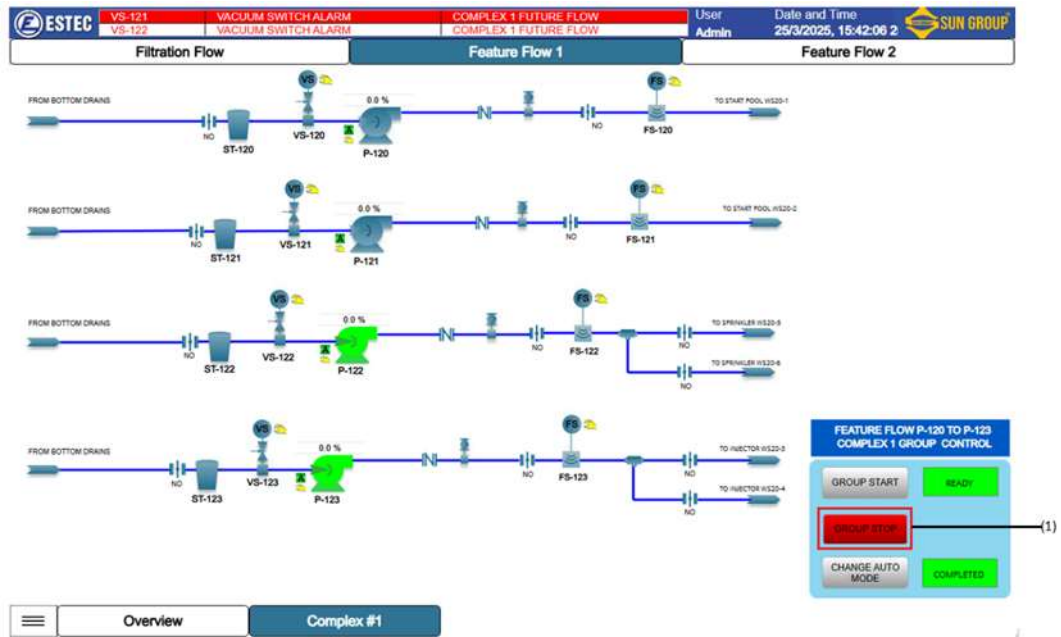 ESTEC
VS-121 VACUUM SWITCH ALARM COMPLEX 1 FUTURE FLOW
VS-122 VACUUM SWITCH ALARM COMPLEX 1 FUTURE FLOW
User
Admin
Date and Time
25/3/2025, 15:42:06 2
SUN GROUP
Filtration Flow
Feature Flow 1
Feature Flow 2
FROM BOTTOM DRAINS
NO
ST-120
VS
VS-120
0.0 %
A
P-120
NO
FS
FS-120
TO START POOL WS20-1
FROM BOTTOM DRAINS
NO
ST-121
VS
VS-121
0.0 %
A
P-121
NO
FS
FS-121
TO START POOL WS20-2
FROM BOTTOM DRAINS
NO
ST-122
VS
VS-122
0.0 %
A
P-122
NO
FS
FS-122
NO
TO SPRINKLER WS20-5
NO
TO SPRINKLER WS20-6
FROM BOTTOM DRAINS
NO
ST-123
VS
VS-123
0.0 %
A
P-123
NO
FS
FS-123
NO
TO INJECTOR WS20-3
NO
TO INJECTOR WS20-4
FEATURE FLOW P-120 TO P-123
COMPLEX 1 GROUP CONTROL
GROUP START
READY
GROUP STOP
(1)
CHANGE AUTO
MODE
COMPLETED
Overview
Complex #1